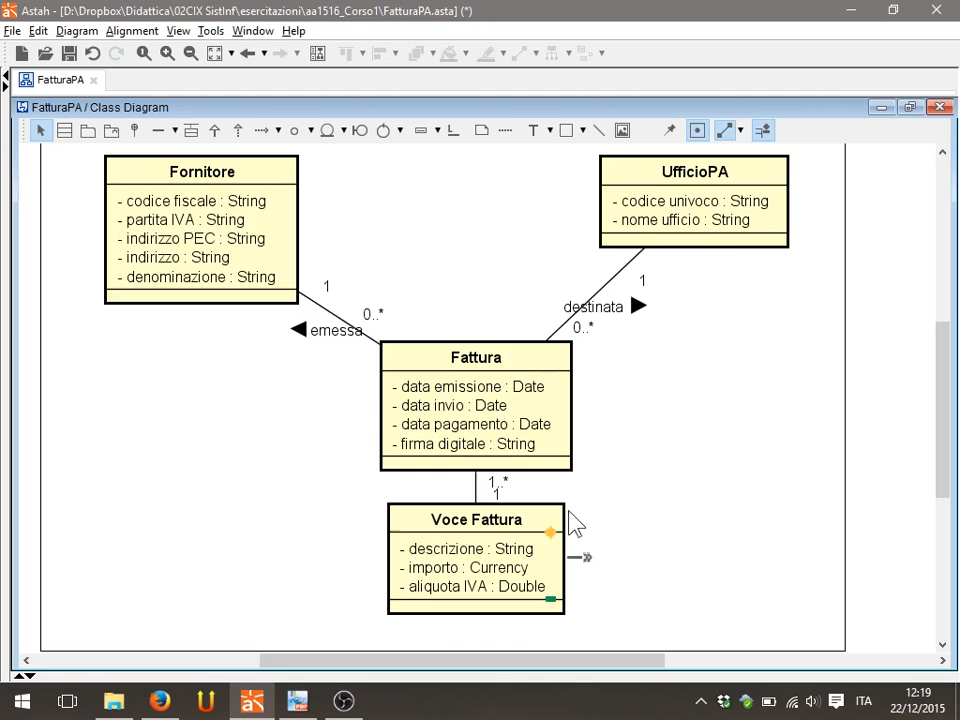 Astah - [D:\Dropbox\Didattica\02CIX SistInf\esercitazioni\aa1516_Corso1\FatturaPA.asta] (*)
File Edit Diagram Alignment View Tools Window Help
FatturaPA
FatturaPA / Class Diagram
T
Fornitore
- codice fiscale : String
- partita IVA : String
- indirizzo PEC : String
- indirizzo : String
- denominazione : String
UfficioPA
- codice univoco : String
- nome ufficio : String
1
0..*
emessa
1
destinata
0..*
Fattura
- data emissione : Date
- data invio : Date
- data pagamento : Date
- firma digitale : String
1..*
1
Voce Fattura
- descrizione : String
- importo : Currency
- aliquota IVA : Double
ITA
12:19
22/12/2015